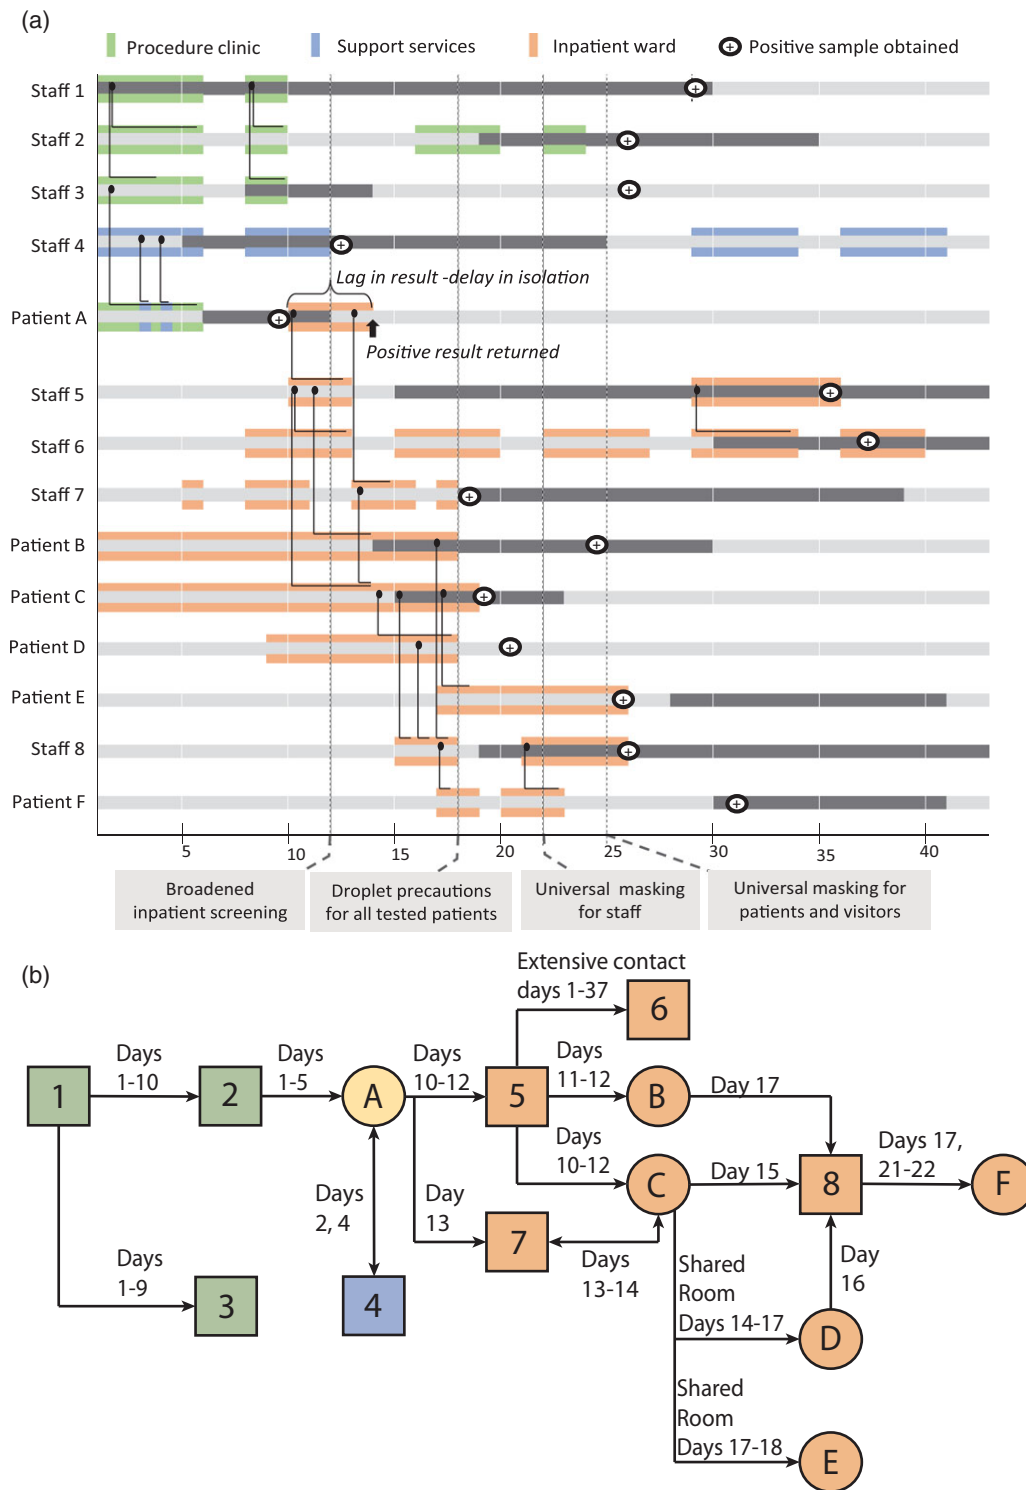 (a)
Procedure clinic
Support services
Inpatient ward
Positive sample obtained
Staff 1
Staff 2
Staff 3
Staff 4
Lag in result -delay in isolation
Patient A
Positive result returned
Staff 5
Staff 6
Staff 7
Patient B
Patient C
Patient D
Patient E
Staff 8
Patient F
5 10 12 15 18 20 22 25 30 35 40
Broadened
inpatient screening
Droplet precautions
for all tested patients
Universal masking
for staff
Universal masking for
patients and visitors
(b)
Extensive contact
days 1-37
6
Days
1-10
Days
1-5
Days
10-12
Days
11-12
1
2
A
5
B
Day 17
Days
10-12
Days 17,
21-22
C
Day 15
8
F
Days
2, 4
Day
13
7
Days
13-14
Days
1-9
3
4
Shared
Room
Days 14-17
Day
16
D
Shared
Room
Days 17-18
E